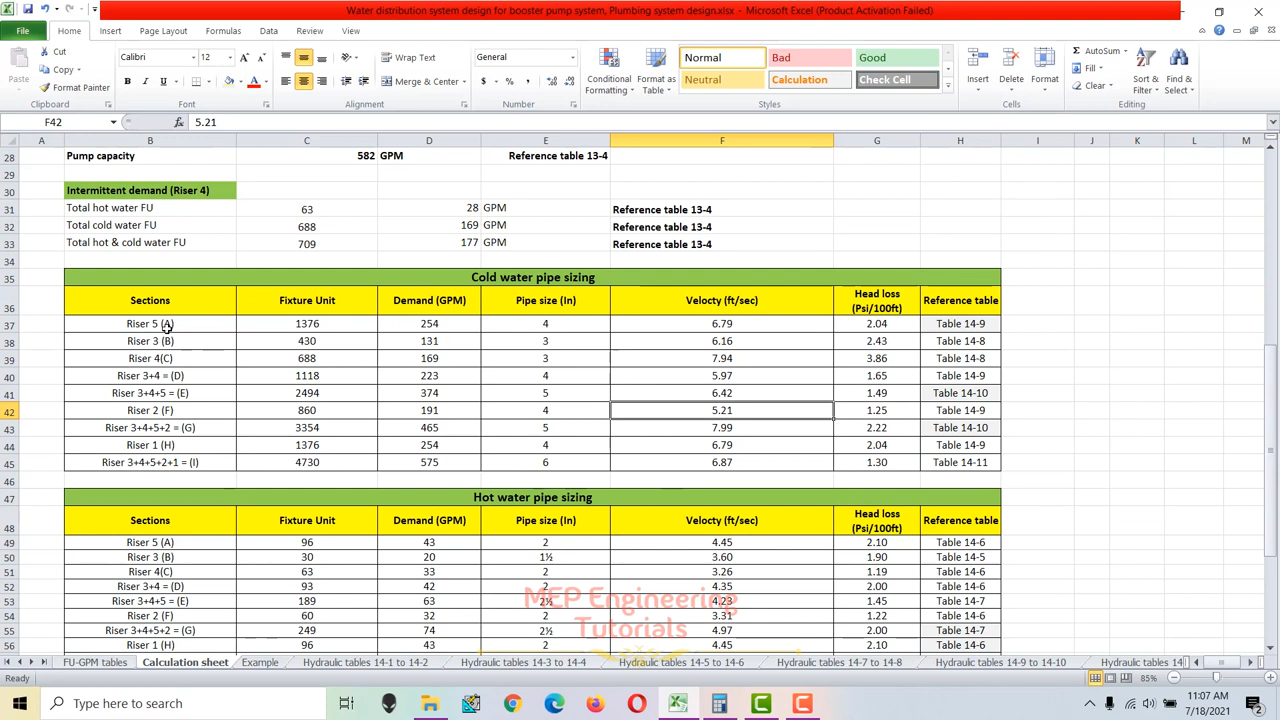 Water distribution system design for booster pump system, Plumbing system design.xlsx - Microsoft Excel (Product Activation Failed)
File Home Insert Page Layout Formulas Data Review View
Paste Cut Copy Format Painter Clipboard
Calibri 12 B I U A A A Font
Wrap Text Merge & Center Alignment
General $ % , Number
Conditional Formatting Format as Table Normal Bad Good Neutral Calculation Check Cell Styles
Insert Delete Format Cells
AutoSum Fill Clear Sort & Filter Find & Select Editing
F42 fx 5.21
A B C D E F G H I J K L M
28 Pump capacity 582 GPM Reference table 13-4
29
30 Intermittent demand (Riser 4)
31 Total hot water FU 63 28 GPM Reference table 13-4
32 Total cold water FU 688 169 GPM Reference table 13-4
33 Total hot & cold water FU 709 177 GPM Reference table 13-4
34
35 Cold water pipe sizing
36 Sections Fixture Unit Demand (GPM) Pipe size (In) Velocty (ft/sec) Head loss (Psi/100ft) Reference table
37 Riser 5 (A) 1376 254 4 6.79 2.04 Table 14-9
38 Riser 3 (B) 430 131 3 6.16 2.43 Table 14-8
39 Riser 4(C) 688 169 3 7.94 3.86 Table 14-8
40 Riser 3+4 = (D) 1118 223 4 5.97 1.65 Table 14-9
41 Riser 3+4+5 = (E) 2494 374 5 6.42 1.49 Table 14-10
42 Riser 2 (F) 860 191 4 5.21 1.25 Table 14-9
43 Riser 3+4+5+2 = (G) 3354 465 5 7.99 2.22 Table 14-10
44 Riser 1 (H) 1376 254 4 6.79 2.04 Table 14-9
45 Riser 3+4+5+2+1 = (I) 4730 575 6 6.87 1.30 Table 14-11
46
47 Hot water pipe sizing
48 Sections Fixture Unit Demand (GPM) Pipe size (In) Velocty (ft/sec) Head loss (Psi/100ft) Reference table
49 Riser 5 (A) 96 43 2 4.45 2.10 Table 14-6
50 Riser 3 (B) 30 20 1½ 3.60 1.90 Table 14-5
51 Riser 4(C) 63 33 2 3.26 1.19 Table 14-6
52 Riser 3+4 = (D) 93 42 2 4.35 2.00 Table 14-6
53 Riser 3+4+5 = (E) 189 63 2½ 4.23 1.45 Table 14-7
54 Riser 2 (F) 60 32 2 3.31 1.22 Table 14-6
55 Riser 3+4+5+2 = (G) 249 74 2½ 4.97 2.00 Table 14-7
56 Riser 1 (H) 96 43 2 4.45 2.10 Table 14-6
MEP Engineering
Tutorials
FU-GPM tables Calculation sheet Example Hydraulic tables 14-1 to 14-2 Hydraulic tables 14-3 to 14-4 Hydraulic tables 14-5 to 14-6 Hydraulic tables 14-7 to 14-8 Hydraulic tables 14-9 to 14-10 Hydraulic tables 14
Ready 85%
Type here to search 11:07 AM
7/18/2021 2